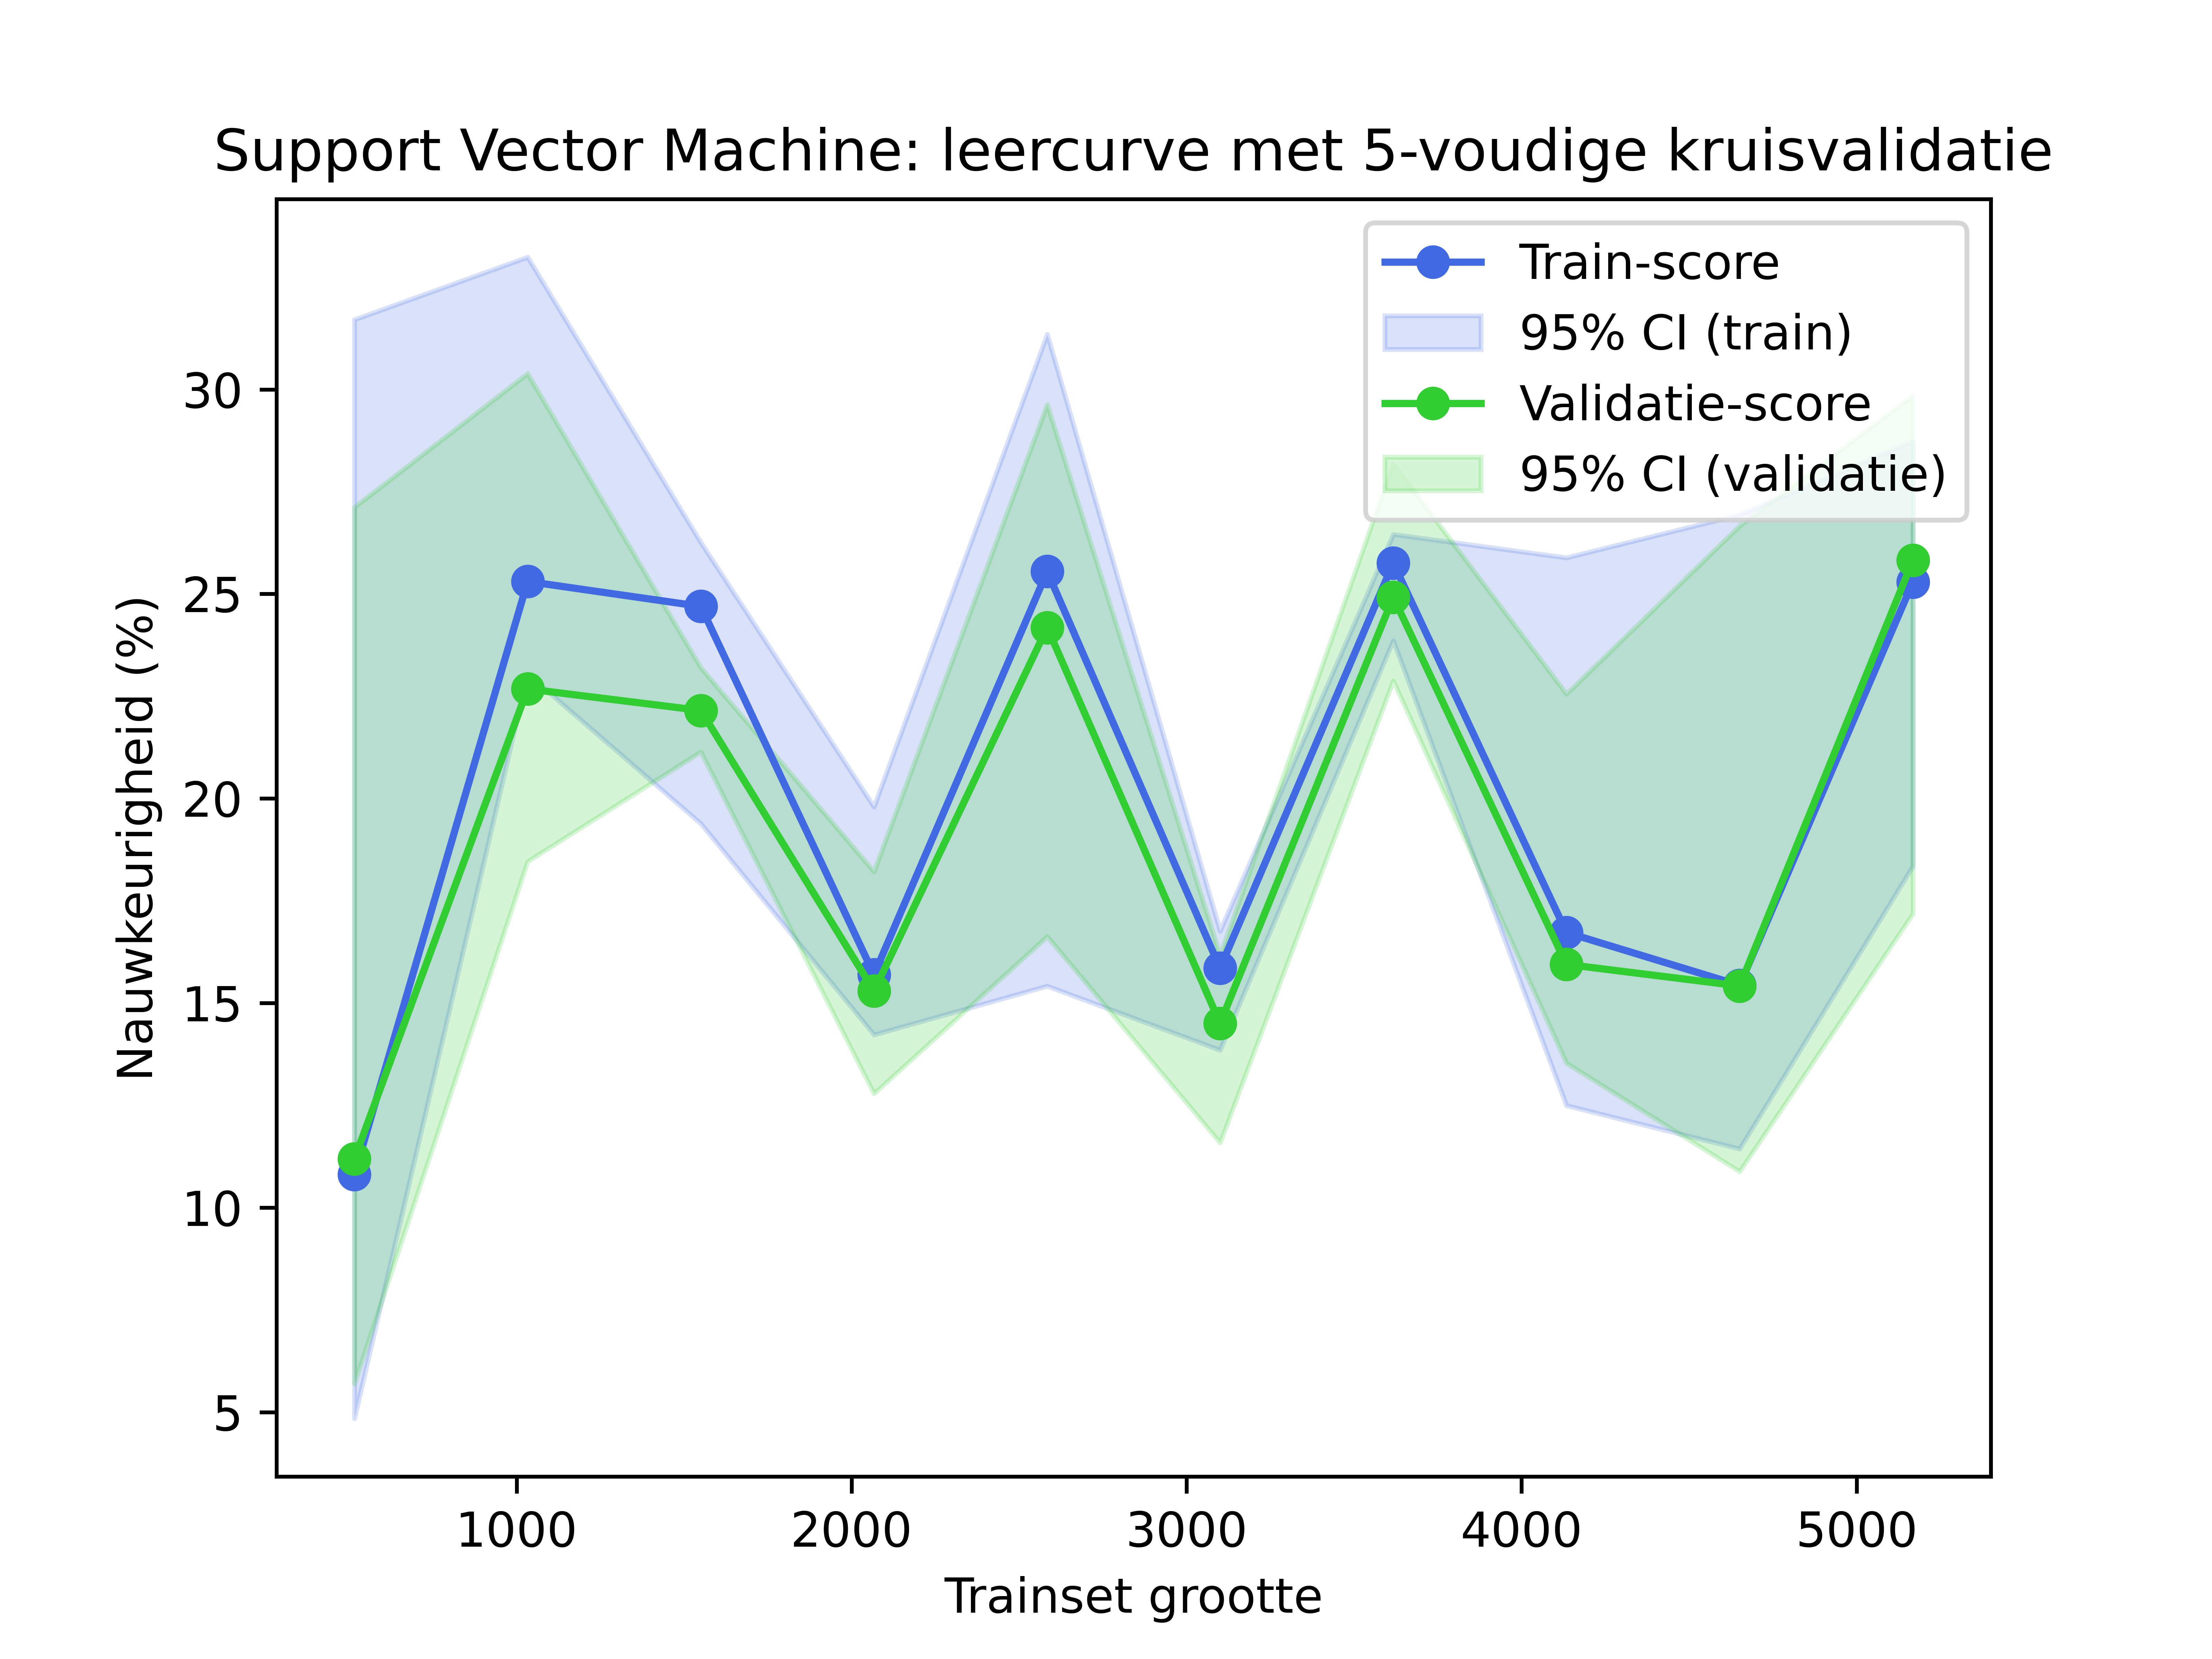 Support Vector Machine: leercurve met 5-voudige kruisvalidatie
Train-score
95% CI (train)
Validatie-score
95% CI (validatie)
Nauwkeurigheid (%)
30
25
20
15
10
5
1000 2000 3000 4000 5000
Trainset grootte